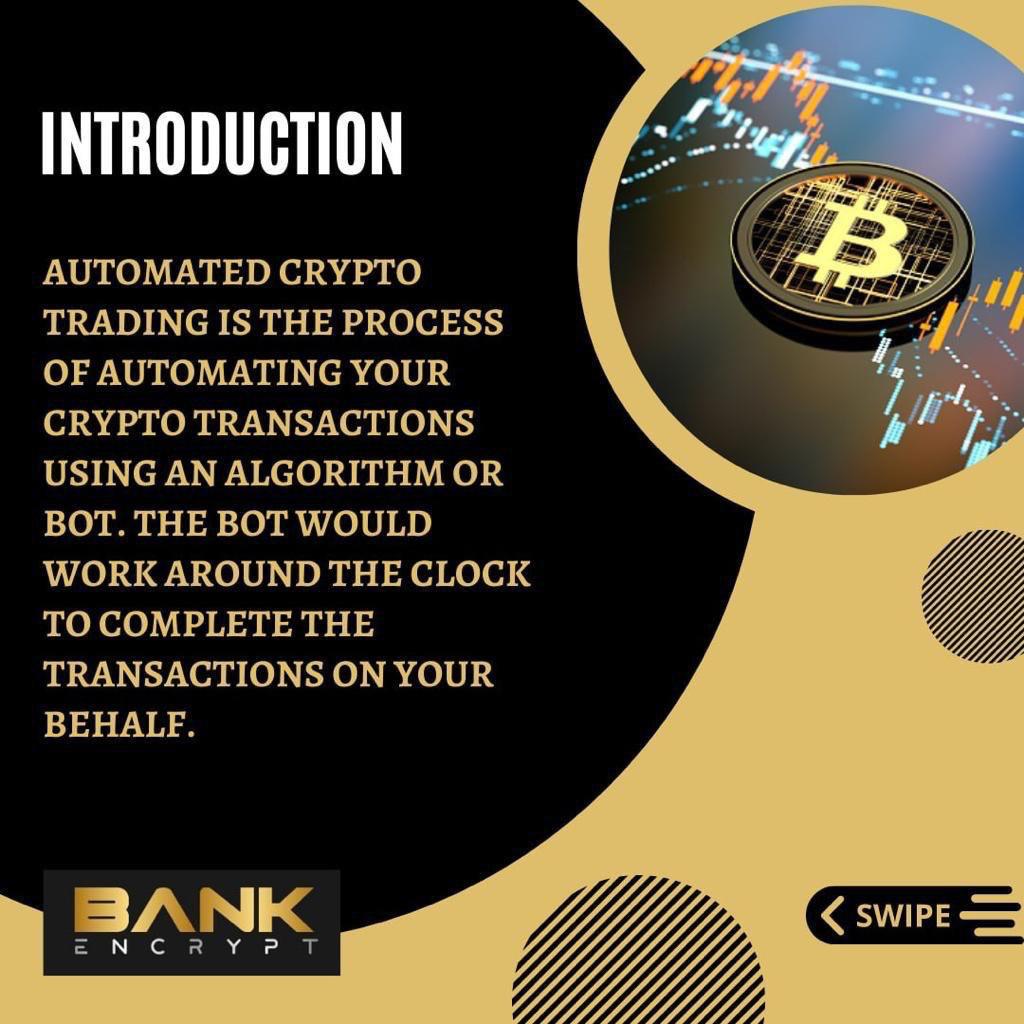 INTRODUCTION
AUTOMATED CRYPTO
TRADING IS THE PROCESS
OF AUTOMATING YOUR
CRYPTO TRANSACTIONS
USING AN ALGORITHM OR
BOT. THE BOT WOULD
WORK AROUND THE CLOCK
TO COMPLETE THE
TRANSACTIONS ON YOUR
BEHALF.
BANK
ENCRYPT
SWIPE